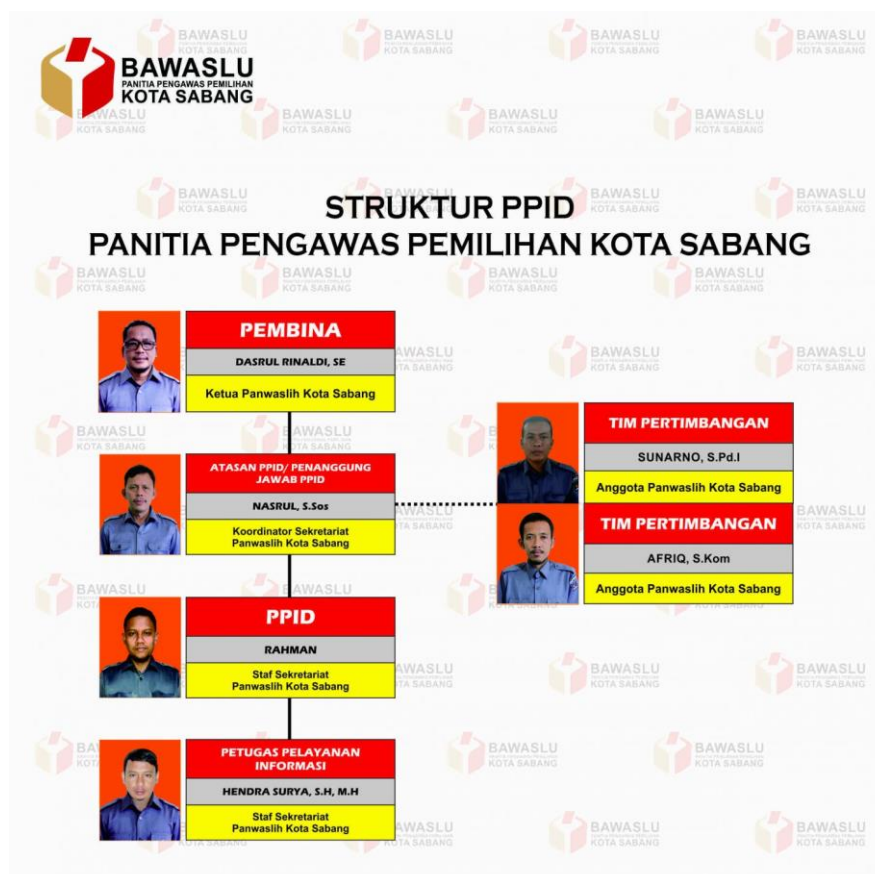 BAWASLU
PANITIA PENGAWAS PEMILIHAN
KOTA SABANG
STRUKTUR PPID
PANITIA PENGAWAS PEMILIHAN KOTA SABANG
PEMBINA
DASRUL RINALDI, SE
Ketua Panwaslih Kota Sabang
ATASAN PPID/ PENANGGUNG
JAWAB PPID
NASRUL, S.Sos
Koordinator Sekretariat
Panwaslih Kota Sabang
TIM PERTIMBANGAN
SUNARNO, S.Pd.I
Anggota Panwaslih Kota Sabang
TIM PERTIMBANGAN
AFRIQ, S.Kom
Anggota Panwaslih Kota Sabang
PPID
RAHMAN
Staf Sekretariat
Panwaslih Kota Sabang
PETUGAS PELAYANAN
INFORMASI
HENDRA SURYA, S.H, M.H
Staf Sekretariat
Panwaslih Kota Sabang